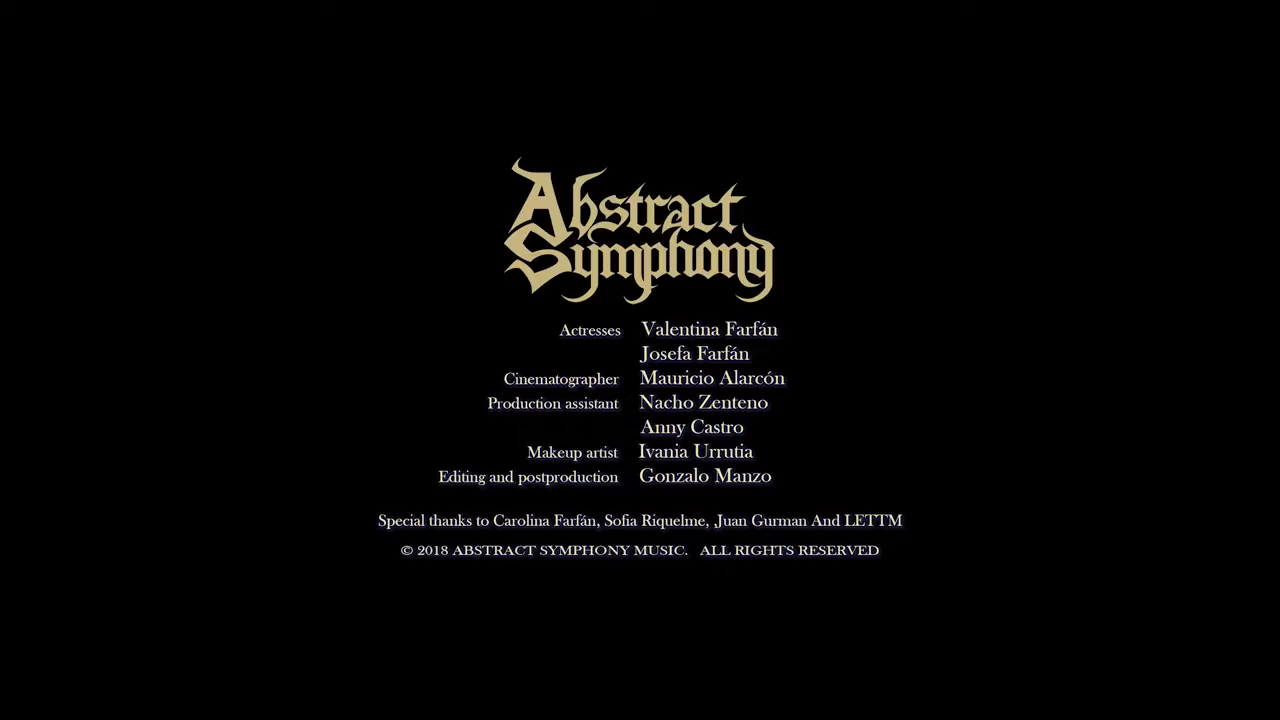 Abstract
Symphony
Actresses Valentina Farfán
Josefa Farfán
Cinematographer Mauricio Alarcón
Production assistant Nacho Zenteno
Anny Castro
Makeup artist Ivania Urrutia
Editing and postproduction Gonzalo Manzo
Special thanks to Carolina Farfán, Sofia Riquelme, Juan Gurman And LETTM
© 2018 ABSTRACT SYMPHONY MUSIC. ALL RIGHTS RESERVED